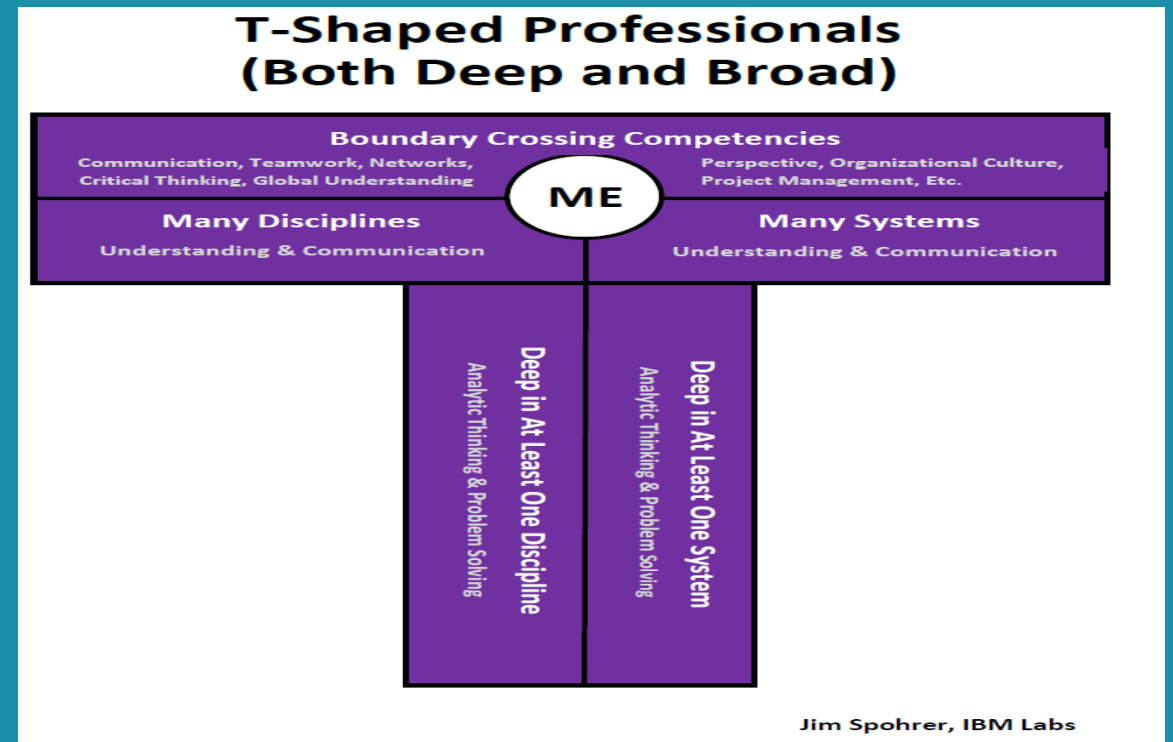 T-Shaped Professionals
(Both Deep and Broad)
Boundary Crossing Competencies
Communication, Teamwork, Networks,
Critical Thinking, Global Understanding
Perspective, Organizational Culture,
Project Management, Etc.
ME
Many Disciplines
Understanding & Communication
Many Systems
Understanding & Communication
Deep in At Least One Discipline
Analytic Thinking & Problem Solving
Deep in At Least One System
Analytic Thinking & Problem Solving
Jim Spohrer, IBM Labs